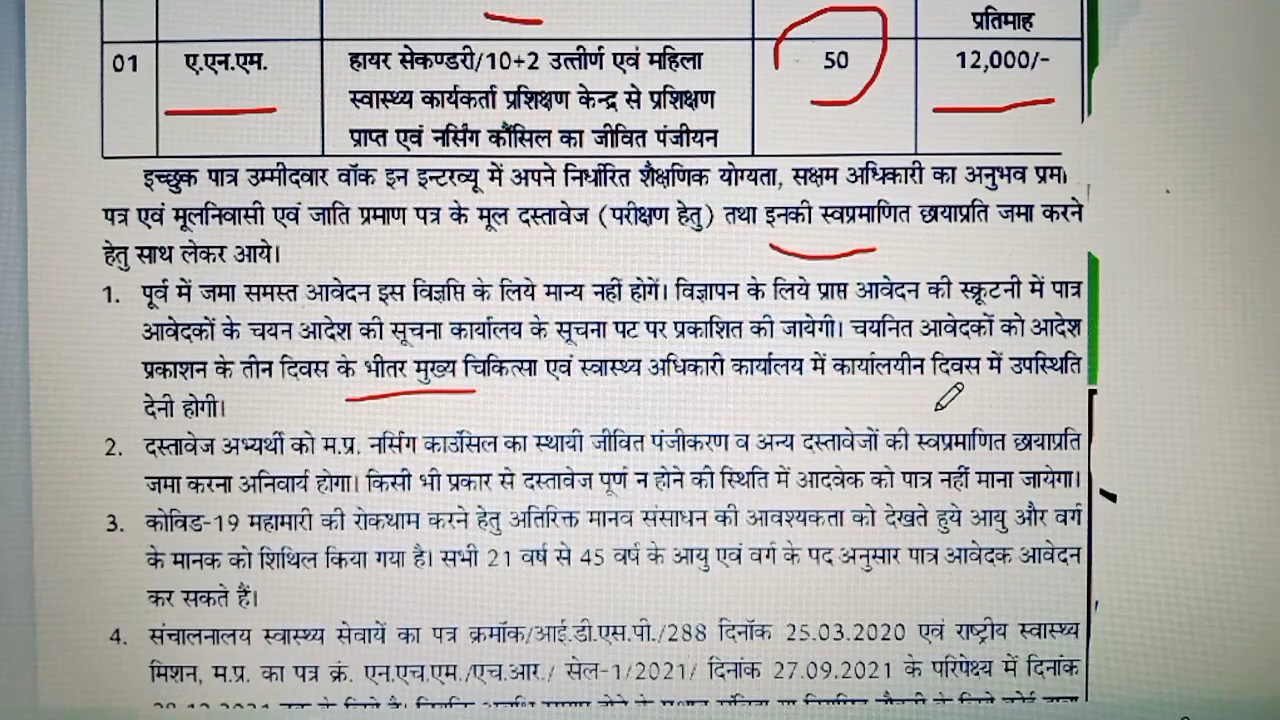 प्रतिमाह
01 ए.एन.एम. हायर सेकण्डरी/10+2 उत्तीर्ण एवं महिला 50 12,000/-
स्वास्थ्य कार्यकर्ता प्रशिक्षण केन्द्र से प्रशिक्षण
प्राप्त एवं नर्सिंग कौंसिल का जीवित पंजीयन
इच्छुक पात्र उम्मीदवार वॉक इन इन्टरव्यू में अपने निर्धारित शैक्षणिक योग्यता, सक्षम अधिकारी का अनुभव प्रम
पत्र एवं मूलनिवासी एवं जाति प्रमाण पत्र के मूल दस्तावेज (परीक्षण हेतु) तथा इनकी स्वप्रमाणित छायाप्रति जमा करने
हेतु साथ लेकर आये।
1. पूर्व में जमा समस्त आवेदन इस विज्ञप्ति के लिये मान्य नहीं होगें। विज्ञापन के लिये प्राप्त आवेदन की स्क्रूटनी में पात्र
आवेदकों के चयन आदेश की सूचना कार्यालय के सूचना पट पर प्रकाशित की जायेगी। चयनित आवेदकों को आदेश
प्रकाशन के तीन दिवस के भीतर मुख्य चिकित्सा एवं स्वास्थ्य अधिकारी कार्यालय में कार्यालयीन दिवस में उपस्थिति
देनी होगी।
2. दस्तावेज अभ्यर्थी को म.प्र. नर्सिग काउंसिल का स्थायी जीवित पंजीकरण व अन्य दस्तावेजों की स्वप्रमाणित छायाप्रति
जमा करना अनिवार्य होगा। किसी भी प्रकार से दस्तावेज पूर्ण न होने की स्थिति में आदवेक को पात्र नहीं माना जायेगा।
3. कोविड-19 महामारी की रोकथाम करने हेतु अतिरिक्त मानव संसाधन की आवश्यकता को देखते हुये आयु और वर्ग
के मानक को शिथिल किया गया है। सभी 21 वर्ष से 45 वर्ष के आयु एवं वर्ग के पद अनुसार पात्र आवेदक आवेदन
कर सकते हैं।
4. संचालनालय स्वास्थ्य सेवायें का पत्र क्रमॉक/आई.डी.एस.पी./288 दिनॉक 25.03.2020 एवं राष्ट्रीय स्वास्थ्य
मिशन, म.प्र. का पत्र क्रं. एन.एच.एम./एच.आर./ सेल-1/2021/ दिनांक 27.09.2021 के परिपेक्ष्य में दिनांक